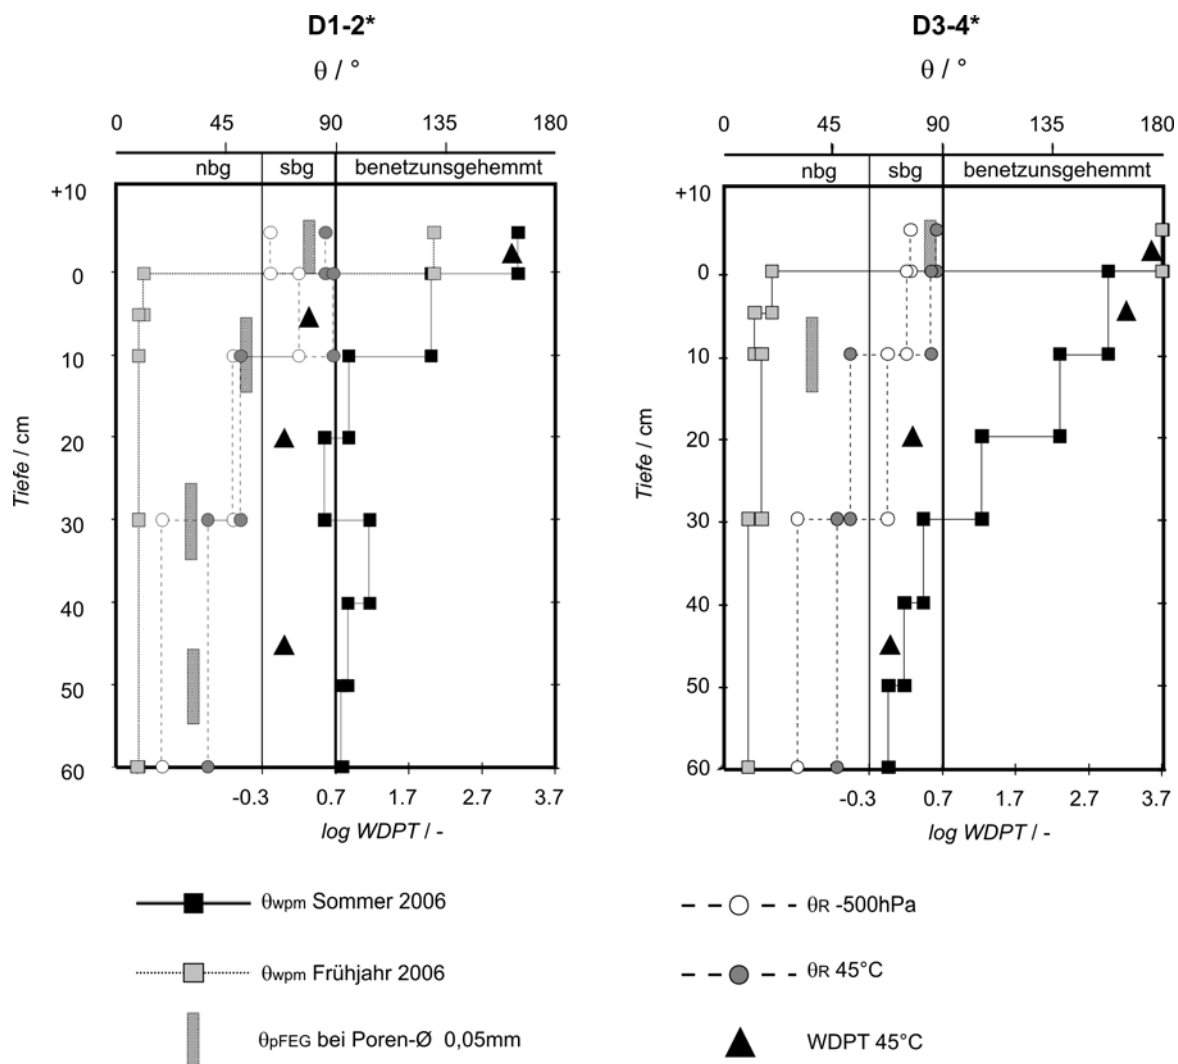 D1-2* D3-4*
θ / ° θ / °
0 45 90 135 180 0 45 90 135 180
nbg sbg benetzunsgehemmt nbg sbg benetzunsgehemmt
+10 +10
0 0
10 10
20 20
Tiefe / cm Tiefe / cm
30 30
40 40
50 50
60 60
-0.3 0.7 1.7 2.7 3.7 -0.3 0.7 1.7 2.7 3.7
log WDPT / - log WDPT / -
θwpm Sommer 2006 θR -500hPa
θwpm Frühjahr 2006 θR 45°C
θpFEG bei Poren-Ø 0,05mm WDPT 45°C